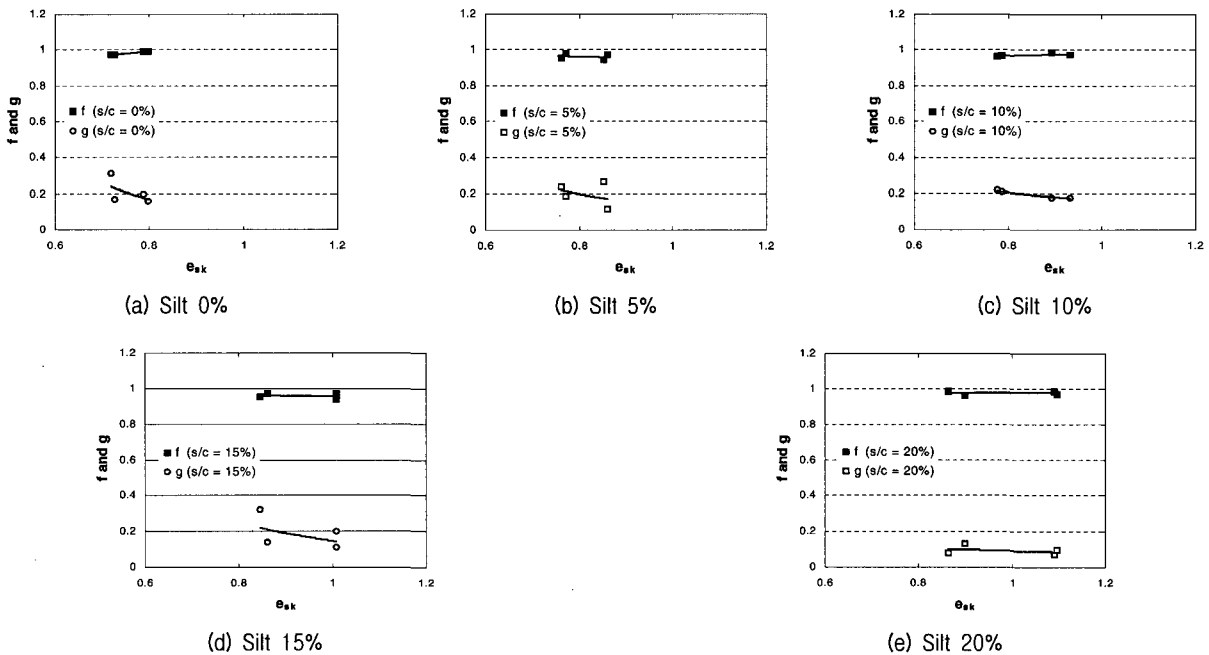 1.2
1
0.8
0.6
0.4
0.2
0
f and g
f (s/c = 0%)
g (s/c = 0%)
0.6 0.8 1 1.2
e_sk
(a) Silt 0%
1.2
1
0.8
0.6
0.4
0.2
0
f and g
f (s/c = 5%)
g (s/c = 5%)
0.6 0.8 1 1.2
e_sk
(b) Silt 5%
1.2
1
0.8
0.6
0.4
0.2
0
f and g
f (s/c = 10%)
g (s/c = 10%)
0.6 0.8 1 1.2
e_sk
(c) Silt 10%
1.2
1
0.8
0.6
0.4
0.2
0
f and g
f (s/c = 15%)
g (s/c = 15%)
0.6 0.8 1 1.2
e_sk
(d) Silt 15%
1.2
1
0.8
0.6
0.4
0.2
0
f and g
f (s/c = 20%)
g (s/c = 20%)
0.6 0.8 1 1.2
e_sk
(e) Silt 20%